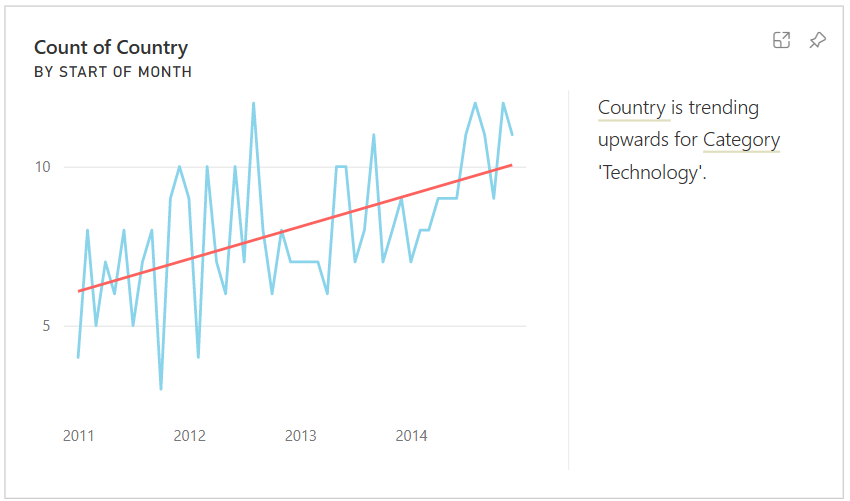 Count of Country
BY START OF MONTH
Country is trending
upwards for Category
'Technology'.
10
5
2011 2012 2013 2014